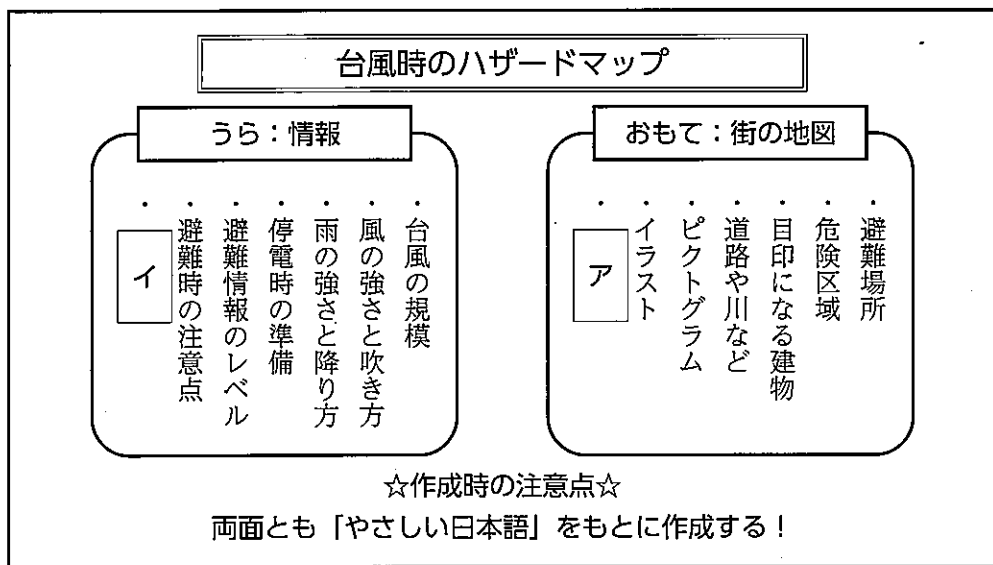 台風時のハザードマップ
おもて：街の地図
・避難場所
・危険区域
・目印になる建物
・道路や川など
・ピクトグラム
・イラスト
・ア
うら：情報
・台風の規模
・風の強さと吹き方
・雨の強さと降り方
・停電時の準備
・避難情報のレベル
・避難時の注意点
・イ
☆作成時の注意点☆
両面とも「やさしい日本語」をもとに作成する！